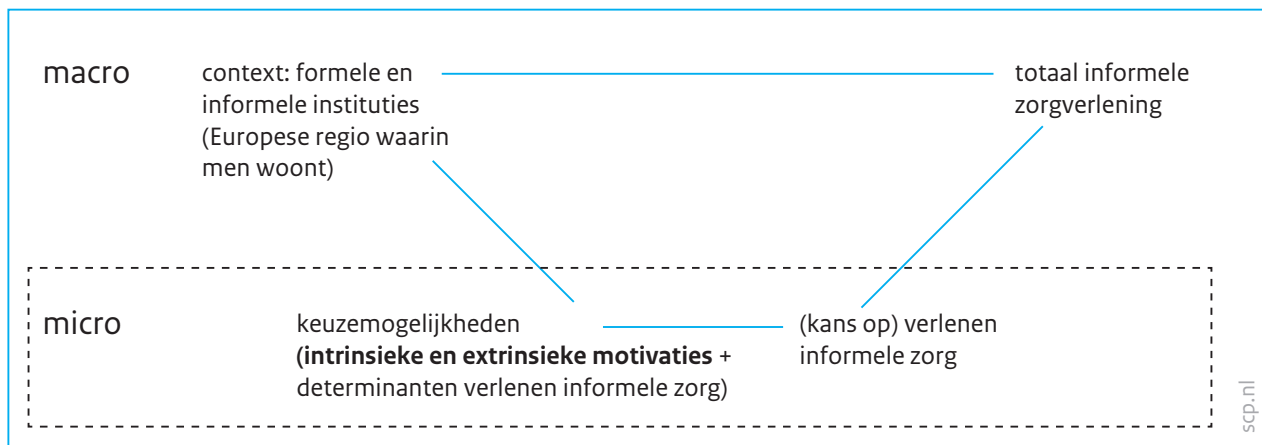 macro
context: formele en
informele instituties
(Europese regio waarin
men woont)
totaal informele
zorgverlening
micro
keuzemogelijkheden
(intrinsieke en extrinsieke motivaties +
determinanten verlenen informele zorg)
(kans op) verlenen
informele zorg
scp.nl